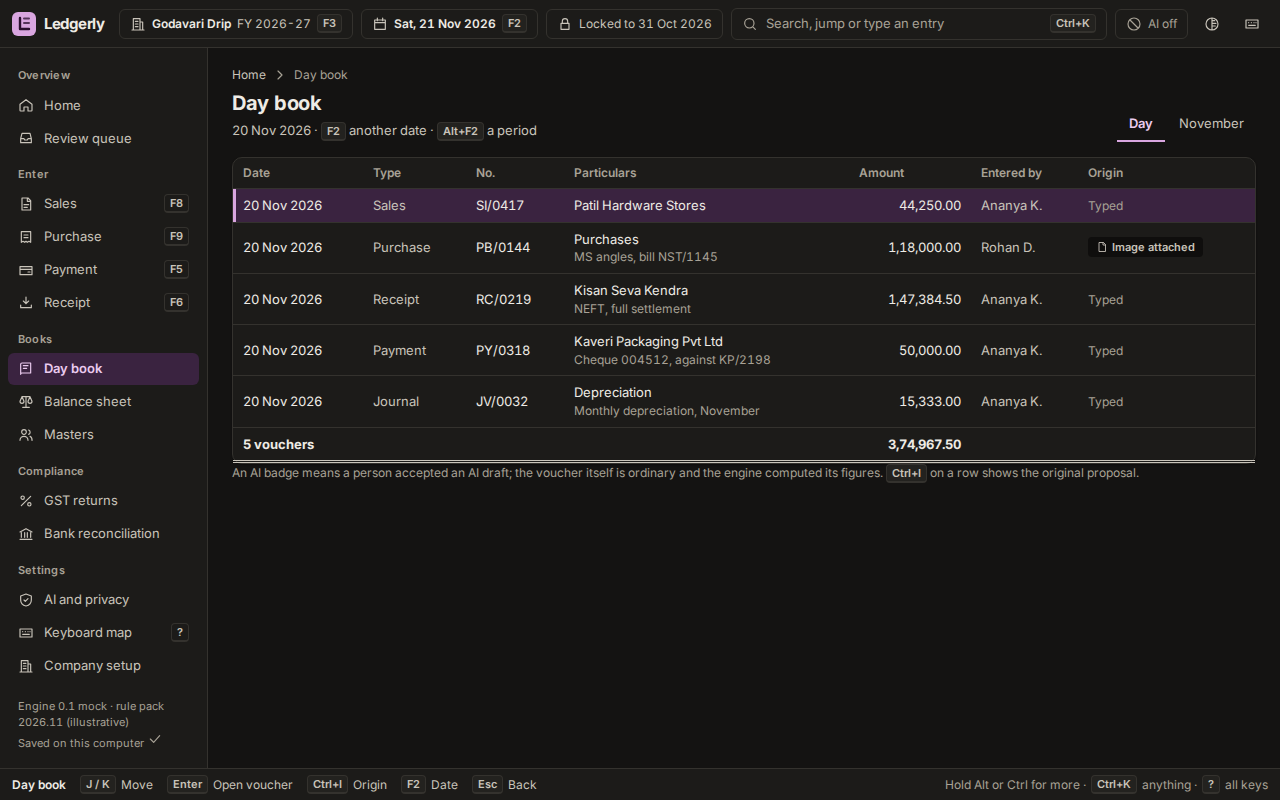 Ledgerly
Godavari Drip FY 2026-27 F3
Sat, 21 Nov 2026 F2
Locked to 31 Oct 2026
Search, jump or type an entry Ctrl+K
AI off
Overview
Home
Review queue
Enter
Sales F8
Purchase F9
Payment F5
Receipt F6
Books
Day book
Balance sheet
Masters
Compliance
GST returns
Bank reconciliation
Settings
AI and privacy
Keyboard map ?
Company setup
Engine 0.1 mock · rule pack
2026.11 (illustrative)
Saved on this computer
Home > Day book
Day book
20 Nov 2026 · F2 another date · Alt+F2 a period
Day November
Date Type No. Particulars Amount Entered by Origin
20 Nov 2026 Sales SI/0417 Patil Hardware Stores 44,250.00 Ananya K. Typed
20 Nov 2026 Purchase PB/0144 Purchases 1,18,000.00 Rohan D. Image attached
MS angles, bill NST/1145
20 Nov 2026 Receipt RC/0219 Kisan Seva Kendra 1,47,384.50 Ananya K. Typed
NEFT, full settlement
20 Nov 2026 Payment PY/0318 Kaveri Packaging Pvt Ltd 50,000.00 Ananya K. Typed
Cheque 004512, against KP/2198
20 Nov 2026 Journal JV/0032 Depreciation 15,333.00 Ananya K. Typed
Monthly depreciation, November
5 vouchers 3,74,967.50
An AI badge means a person accepted an AI draft; the voucher itself is ordinary and the engine computed its figures. Ctrl+I on a row shows the original proposal.
Day book J / K Move Enter Open voucher Ctrl+I Origin F2 Date Esc Back
Hold Alt or Ctrl for more · Ctrl+K anything · ? all keys